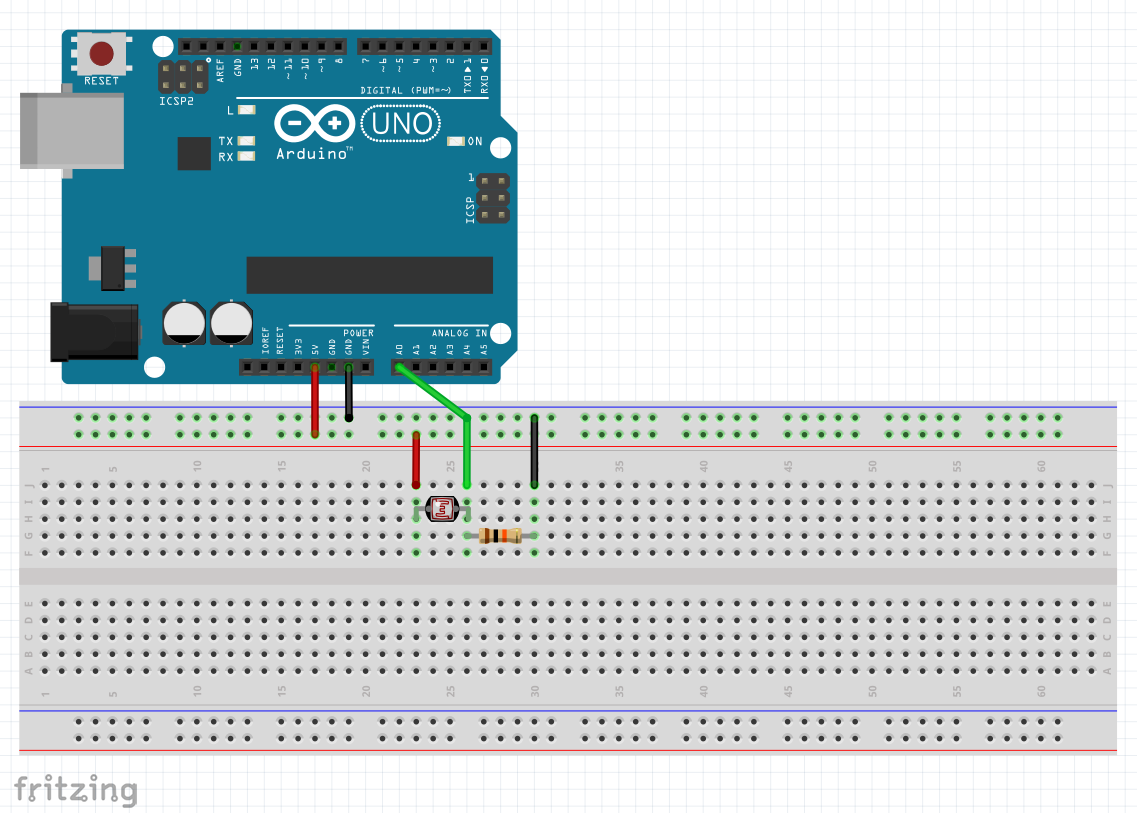 RESET
ICSP2
AREF
GND
13
12
~11
~10
~9
8
7
~6
~5
4
~3
2
TX0▶1
RX0◀0
DIGITAL (PWM=~)
L
TX
RX
Arduino™
UNO
ON
1
ICSP
POWER
ANALOG IN
IOREF
RESET
3V3
5V
GND
GND
VIN
A0
A1
A2
A3
A4
A5
1 5 10 15 20 25 30 35 40 45 50 55 60
J J
I I
H H
G G
F F
E E
D D
C C
B B
A A
1 5 10 15 20 25 30 35 40 45 50 55 60
fritzing